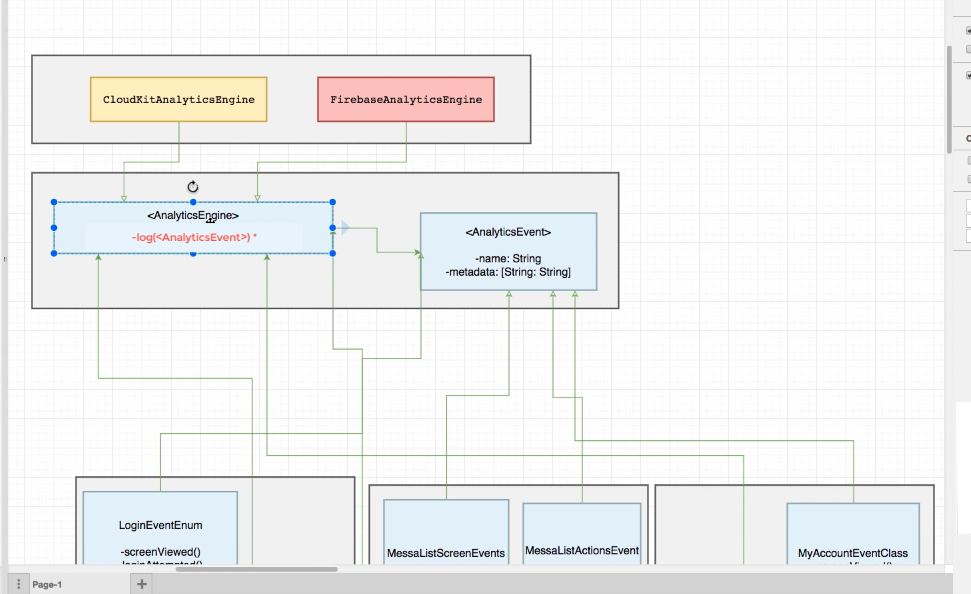 CloudKitAnalyticsEngine
FirebaseAnalyticsEngine
<AnalyticsEngine>
-log(<AnalyticsEvent>) *
<AnalyticsEvent>
-name: String
-metadata: [String: String]
LoginEventEnum
-screenViewed()
-loginAttempted()
MessaListScreenEvents
MessaListActionsEvent
MyAccountEventClass
Page-1